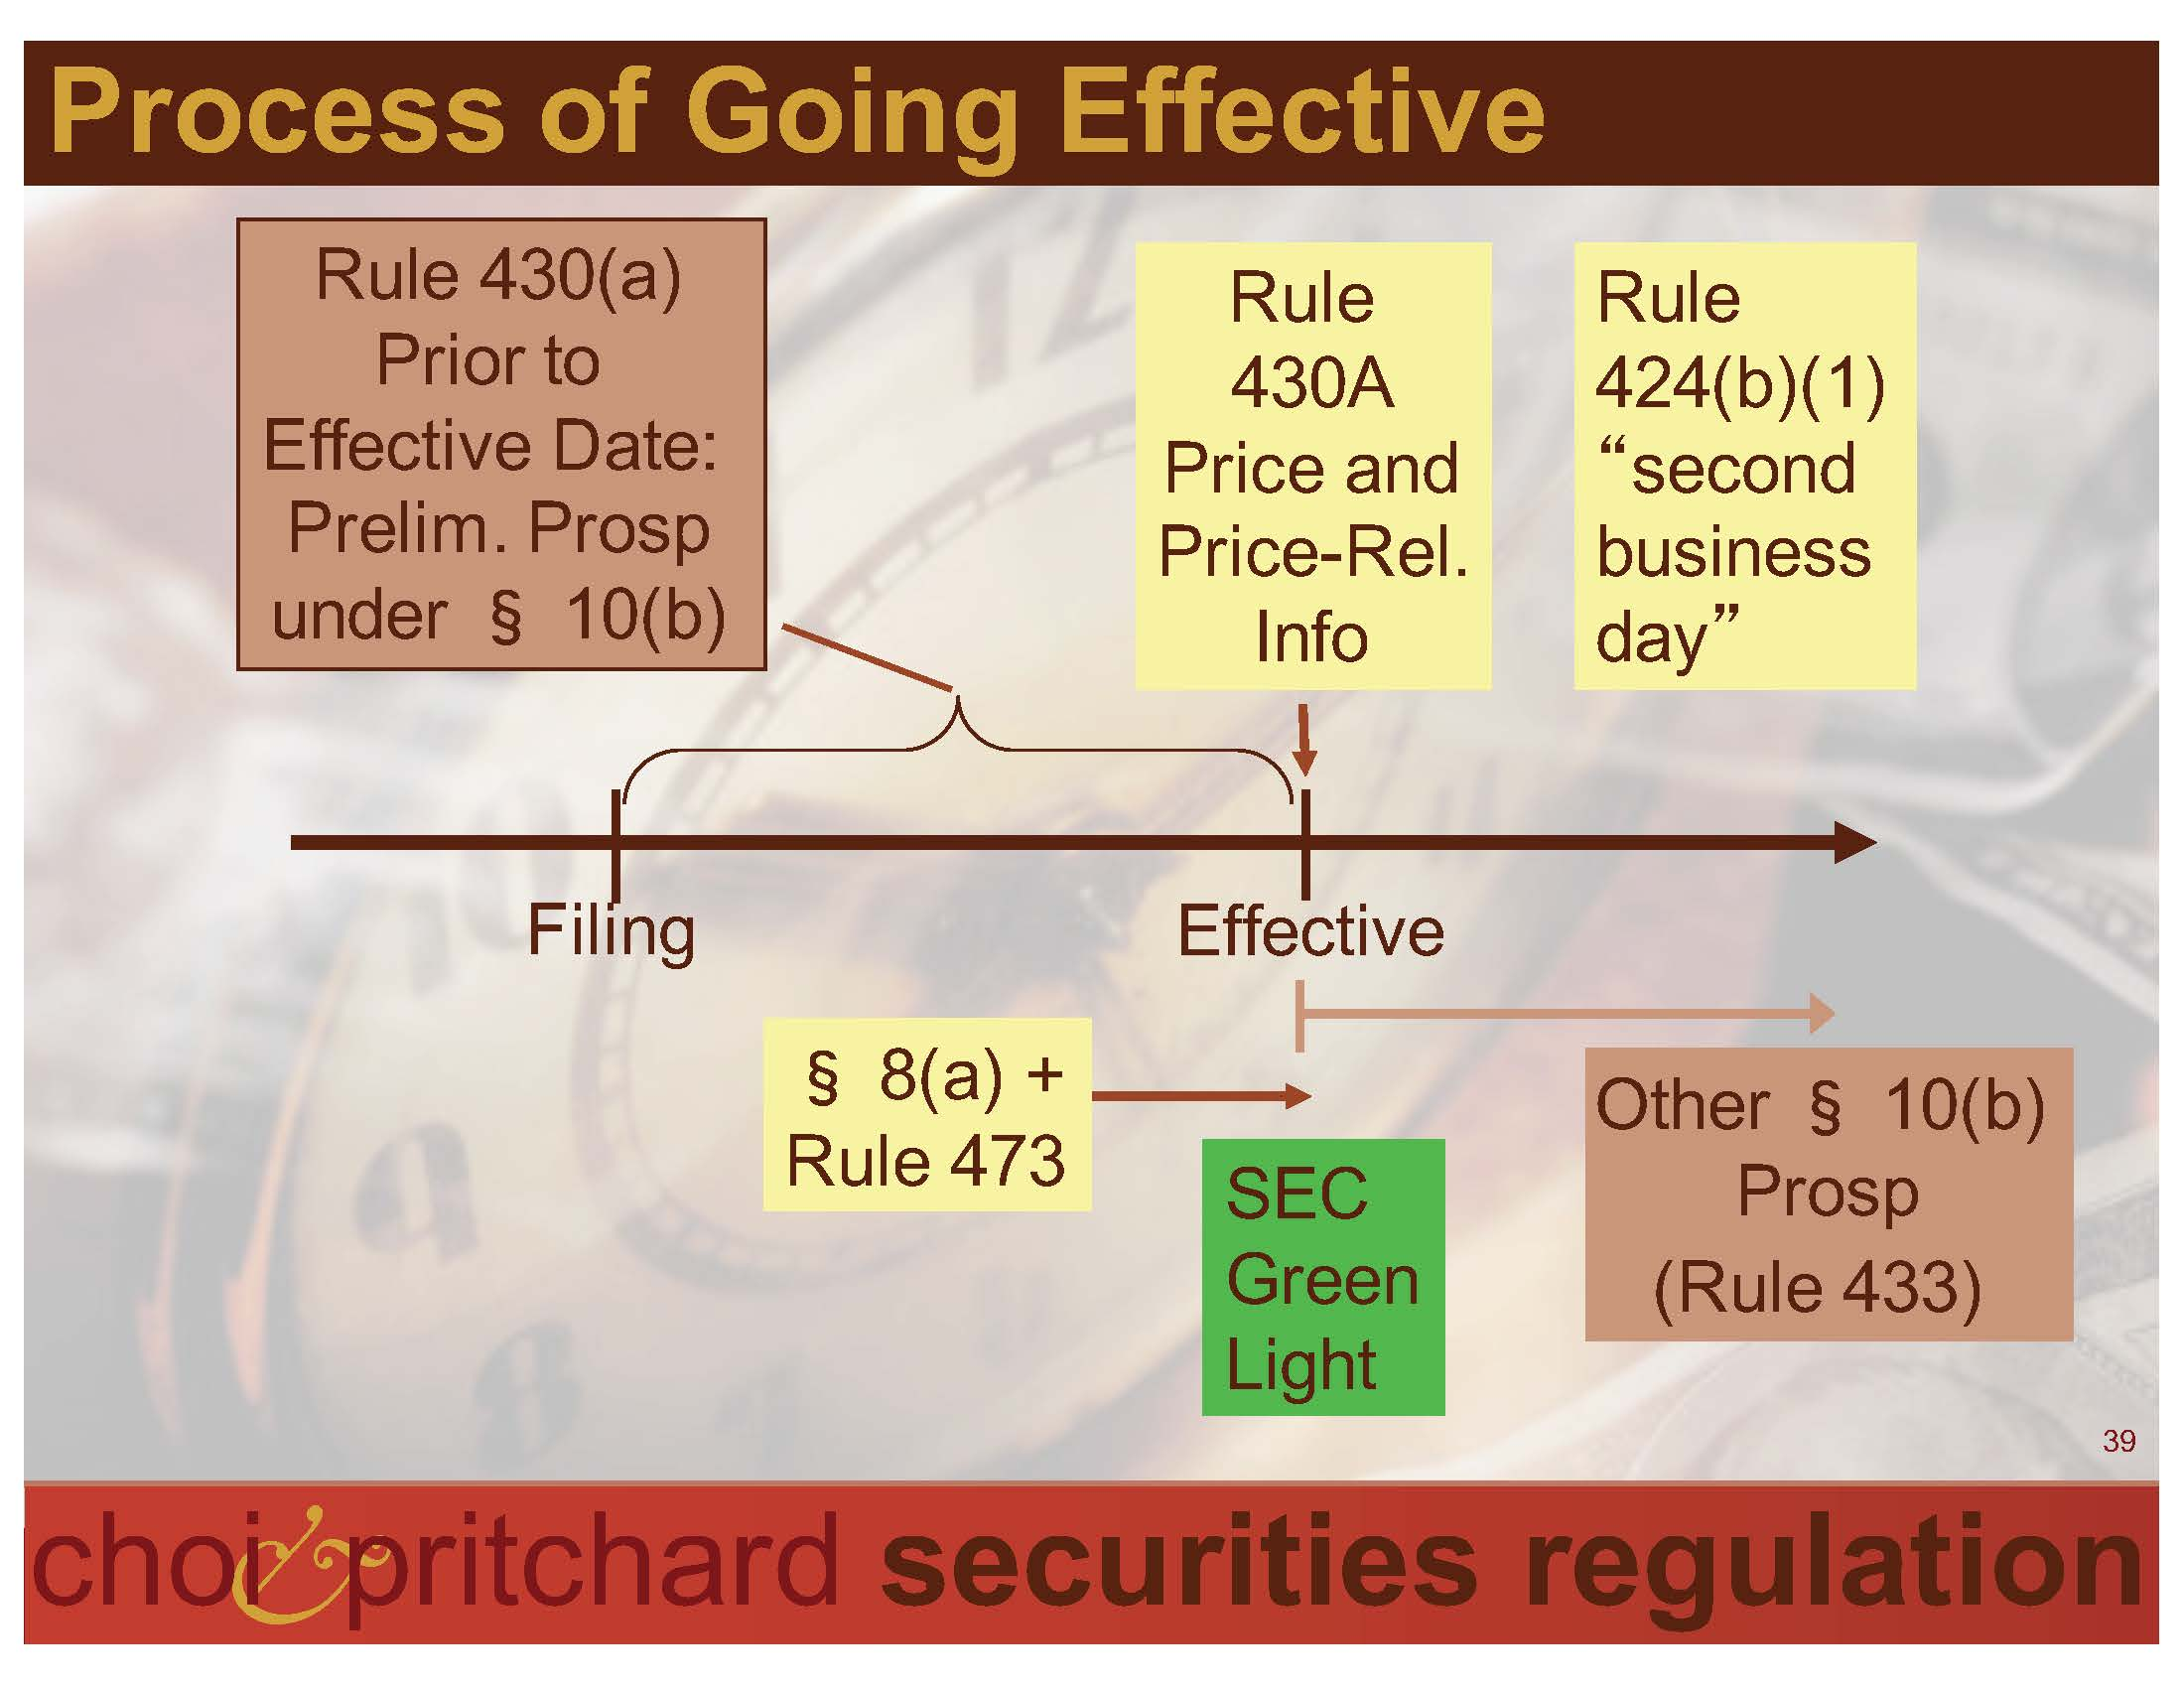 Process of Going Effective
Rule 430(a)
Prior to
Effective Date:
Prelim. Prosp
under § 10(b)
Rule
430A
Price and
Price-Rel.
Info
Rule
424(b)(1)
“second
business
day”
Filing
Effective
§ 8(a) +
Rule 473
SEC
Green
Light
Other § 10(b)
Prosp
(Rule 433)
39
choi&pritchard securities regulation